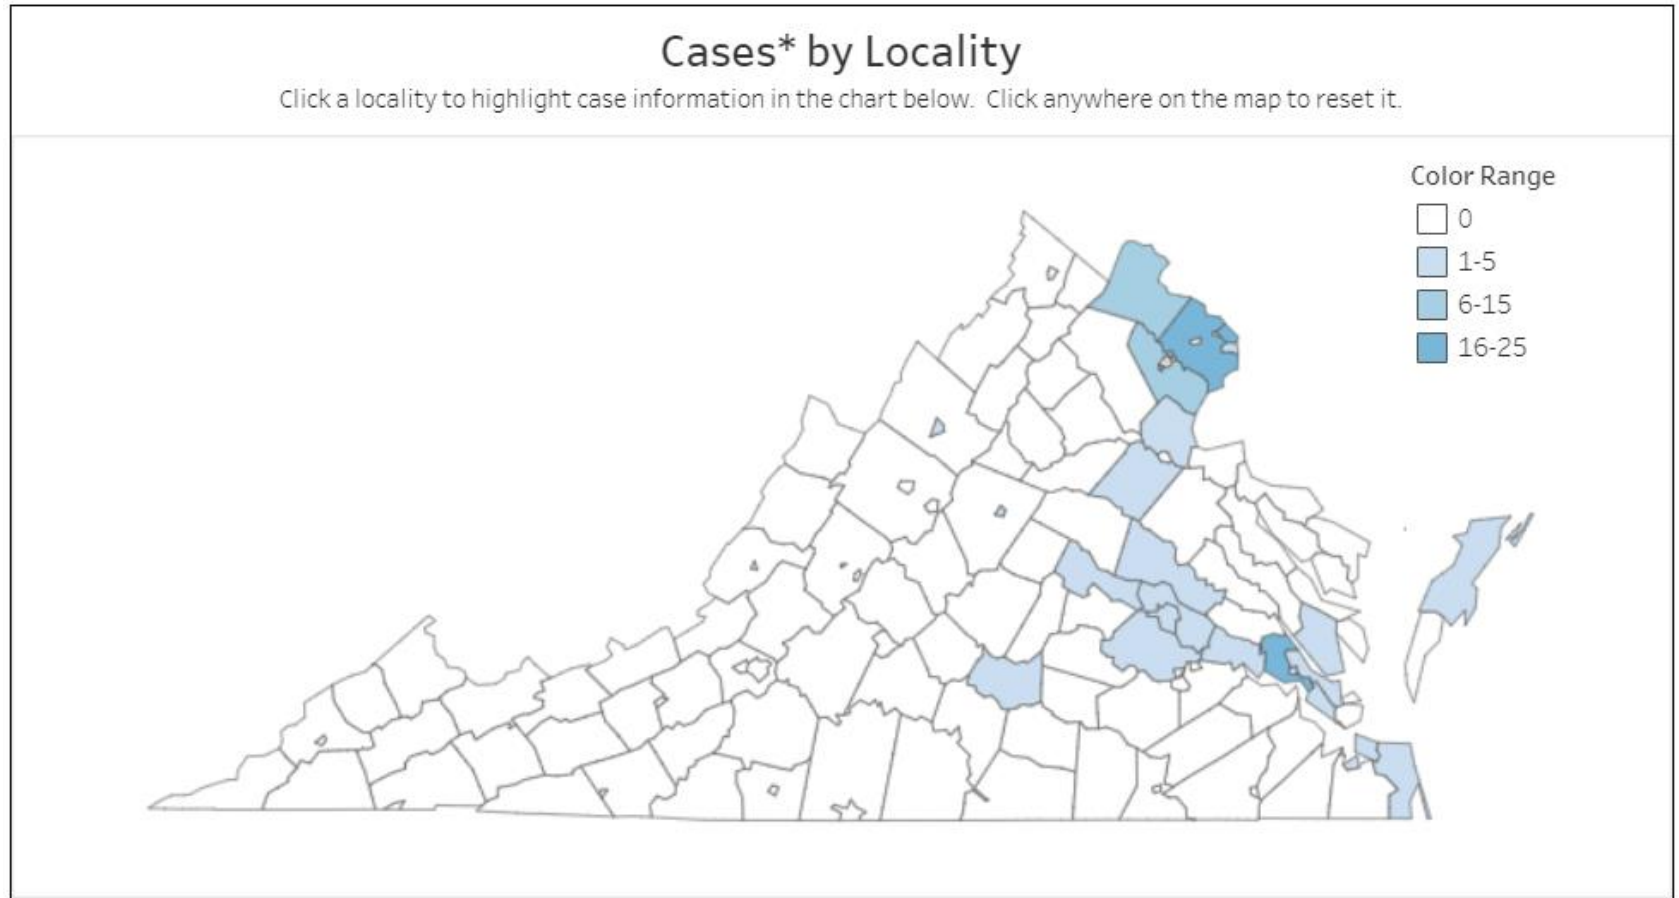 Cases* by Locality
Click a locality to highlight case information in the chart below. Click anywhere on the map to reset it.
Color Range
0
1-5
6-15
16-25